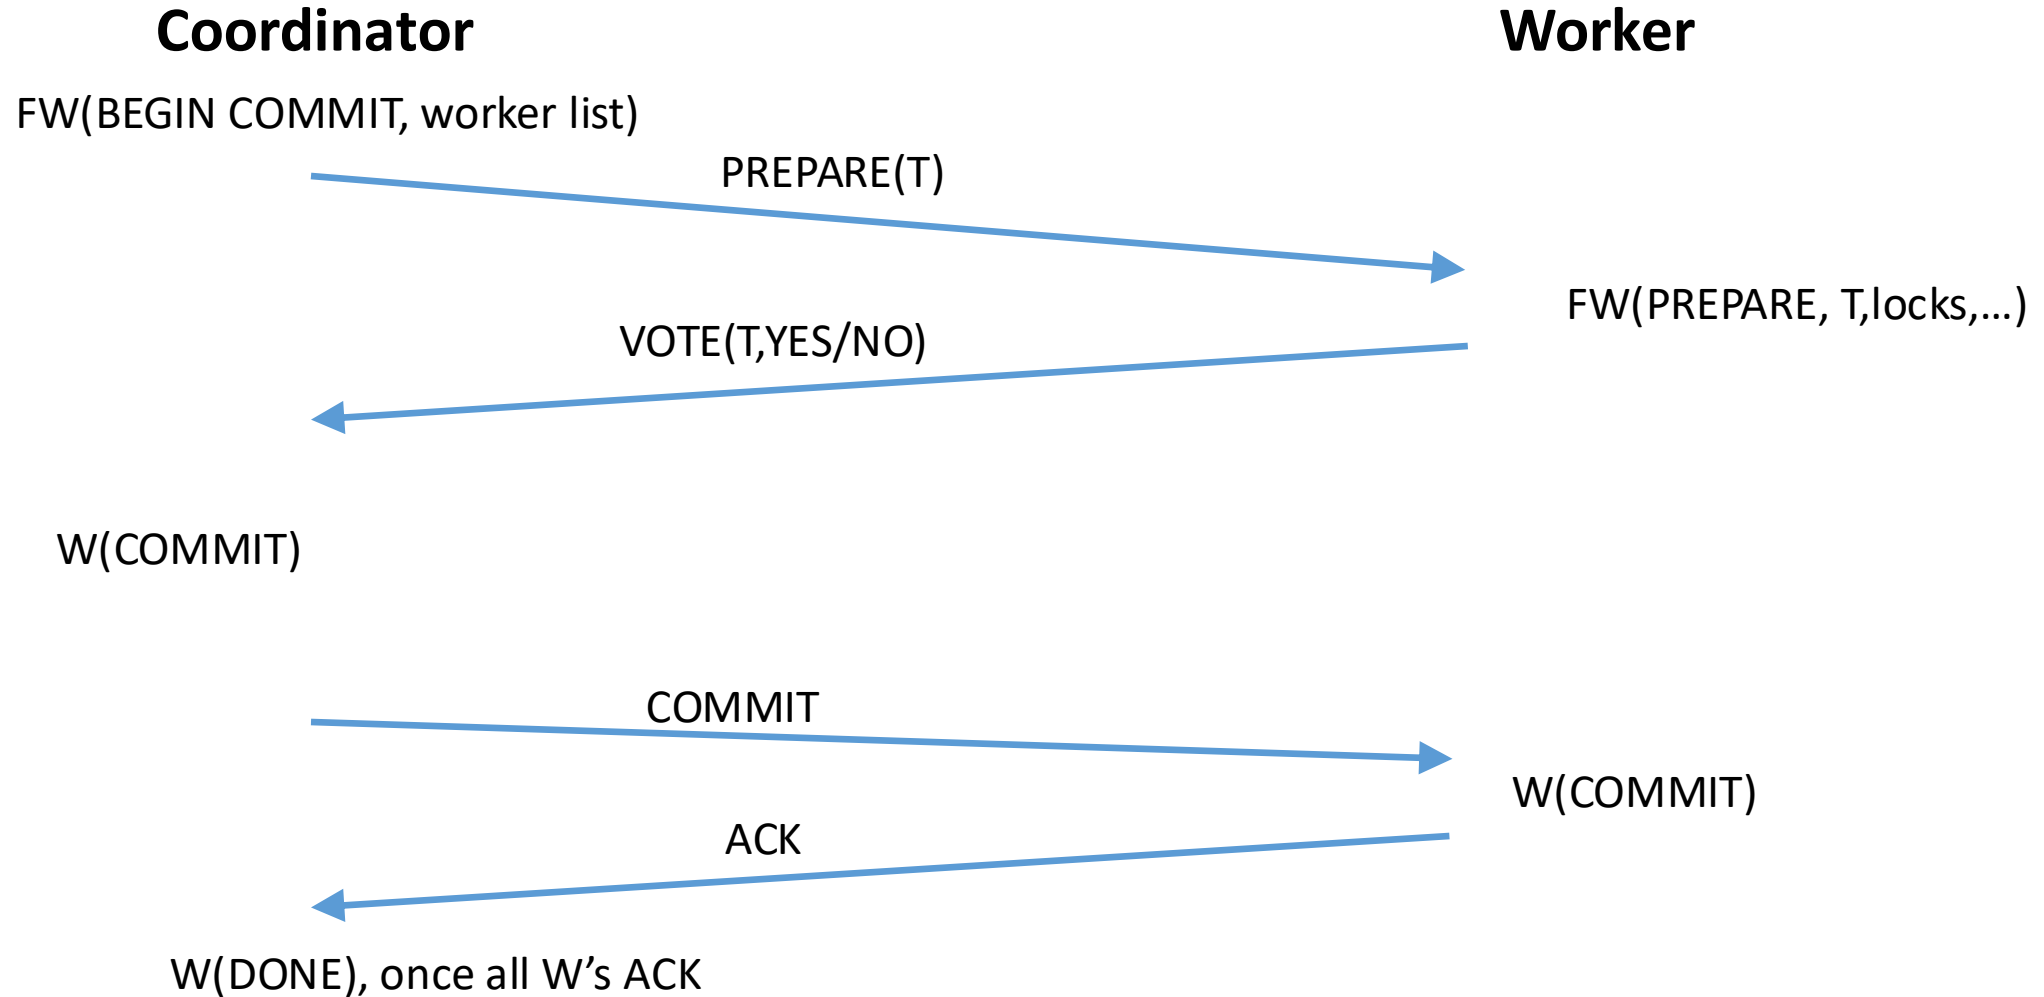 Coordinator
Worker
FW(BEGIN COMMIT, worker list)
PREPARE(T)
FW(PREPARE, T,locks,...)
VOTE(T,YES/NO)
W(COMMIT)
COMMIT
W(COMMIT)
ACK
W(DONE), once all W’s ACK